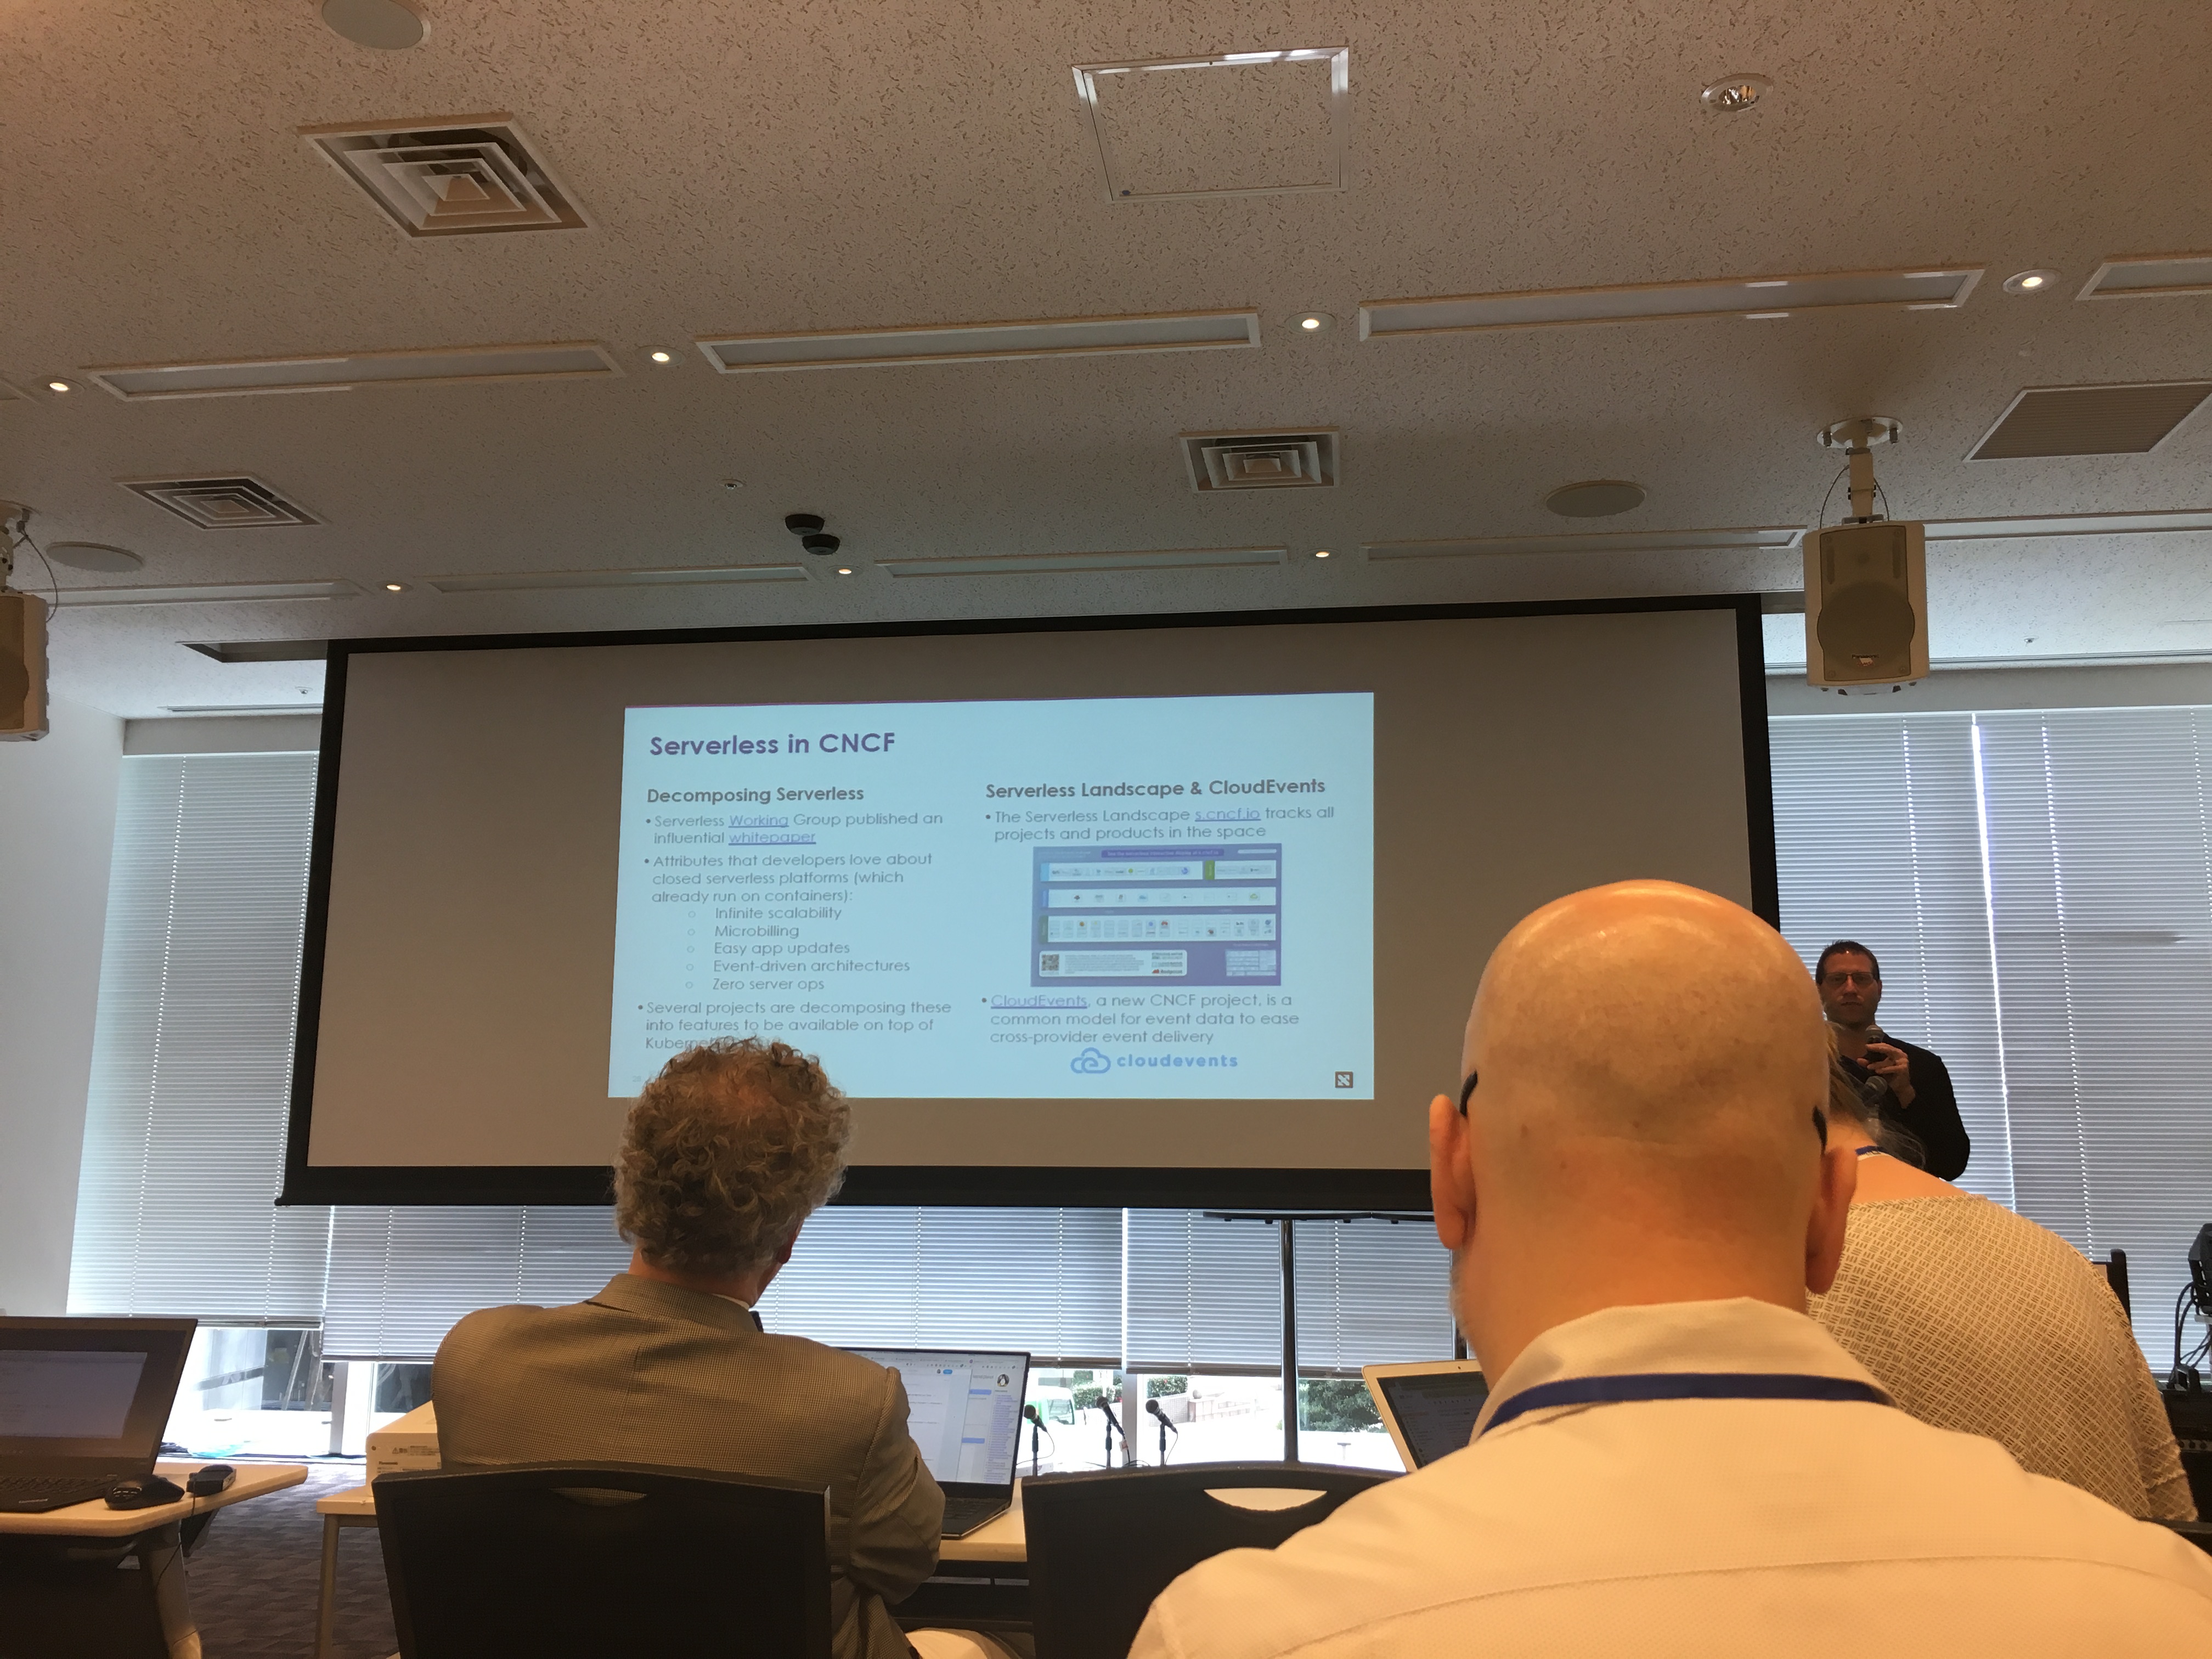 Serverless in CNCF
Decomposing Serverless
• Serverless Working Group published an
influential whitepaper
• Attributes that developers love about
closed serverless platforms (which
already run on containers):
○ Infinite scalability
○ Microbilling
○ Easy app updates
○ Event-driven architectures
○ Zero server ops
• Several projects are decomposing these
into features to be available on top of
Serverless Landscape & CloudEvents
• The Serverless Landscape s.cncf.io tracks all
projects and products in the space
• CloudEvents, a new CNCF project, is a
common model for event data to ease
cross-provider event delivery
cloudevents
Panasonic